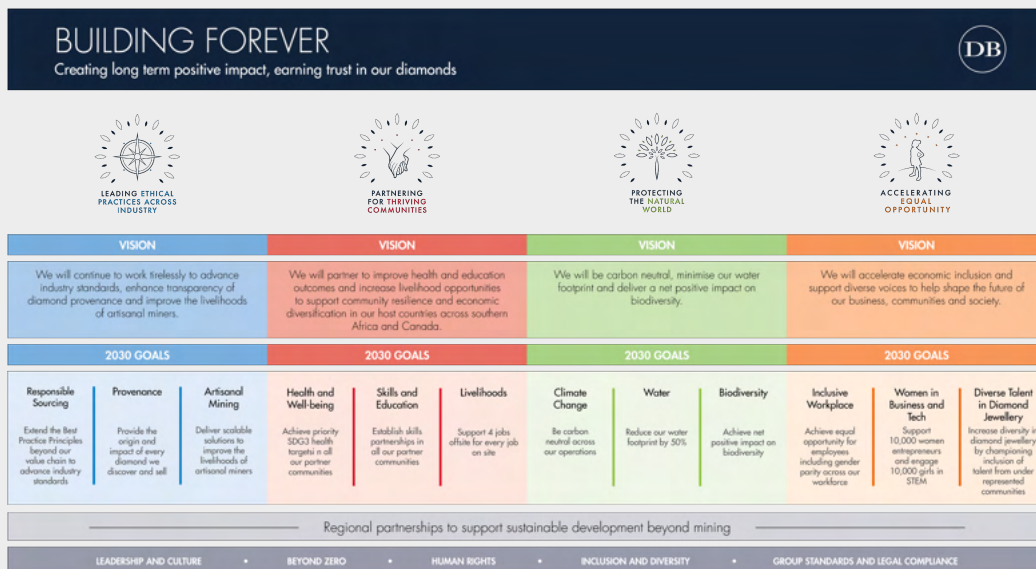 BUILDING FOREVER
Creating long term positive impact, earning trust in our diamonds
DB
LEADING ETHICAL
PRACTICES ACROSS
INDUSTRY
PARTNERING
FOR THRIVING
COMMUNITIES
PROTECTING
THE NATURAL
WORLD
ACCELERATING
EQUAL
OPPORTUNITY
VISION
VISION
VISION
VISION
We will continue to work tirelessly to advance
industry standards, enhance transparency of
diamond provenance and improve the livelihoods
of artisanal miners.
We will partner to improve health and education
outcomes and increase livelihood opportunities
to support community resilience and economic
diversification in our host countries across southern
Africa and Canada.
We will be carbon neutral, minimise our water
footprint and deliver a net positive impact on
biodiversity.
We will accelerate economic inclusion and
support diverse voices to help shape the future of
our business, communities and society.
2030 GOALS
2030 GOALS
2030 GOALS
2030 GOALS
Responsible
Sourcing
Extend the Best
Practice Principles
beyond our
value chain to
advance industry
standards
Provenance
Provide the
origin and
impact of every
diamond we
discover and sell
Artisanal
Mining
Deliver scalable
solutions to
improve the
livelihoods of
artisanal miners
Health and
Well-being
Achieve priority
SDG3 health
targetsi n all
our partner
communities
Skills and
Education
Establish skills
partnerships in
all our partner
communities
Livelihoods
Support 4 jobs
offsite for every job
on site
Climate
Change
Be carbon
neutral across
our operations
Water
Reduce our water
footprint by 50%
Biodiversity
Achieve net
positive impact on
biodiversity
Inclusive
Workplace
Achieve equal
opportunity for
employees
including gender
parity across our
workforce
Women in
Business and
Tech
Support
10,000 women
entrepreneurs
and engage
10,000 girls in
STEM
Diverse Talent
in Diamond
Jewellery
Increase diversity in
diamond jewellery
by championing
inclusion of
talent from under
represented
communities
Regional partnerships to support sustainable development beyond mining
LEADERSHIP AND CULTURE • BEYOND ZERO • HUMAN RIGHTS • INCLUSION AND DIVERSITY • GROUP STANDARDS AND LEGAL COMPLIANCE